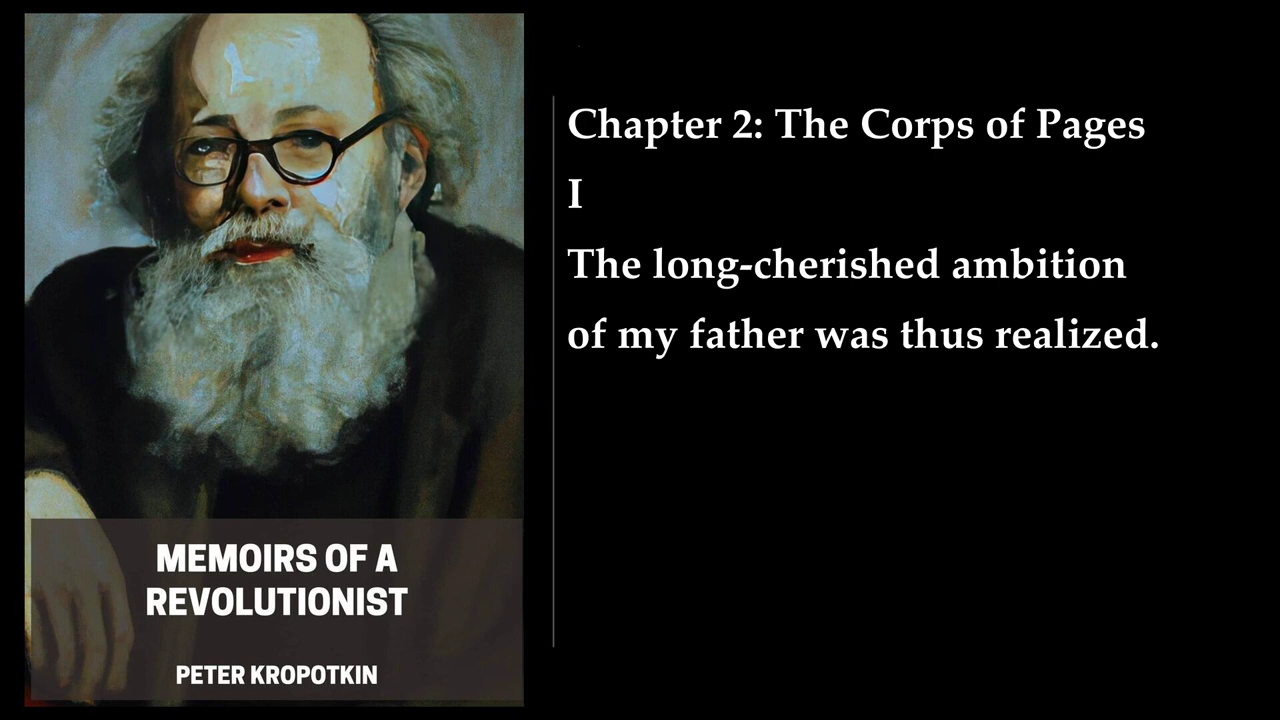 Chapter 2: The Corps of Pages
I
The long-cherished ambition
of my father was thus realized.
MEMOIRS OF A
REVOLUTIONIST
PETER KROPOTKIN